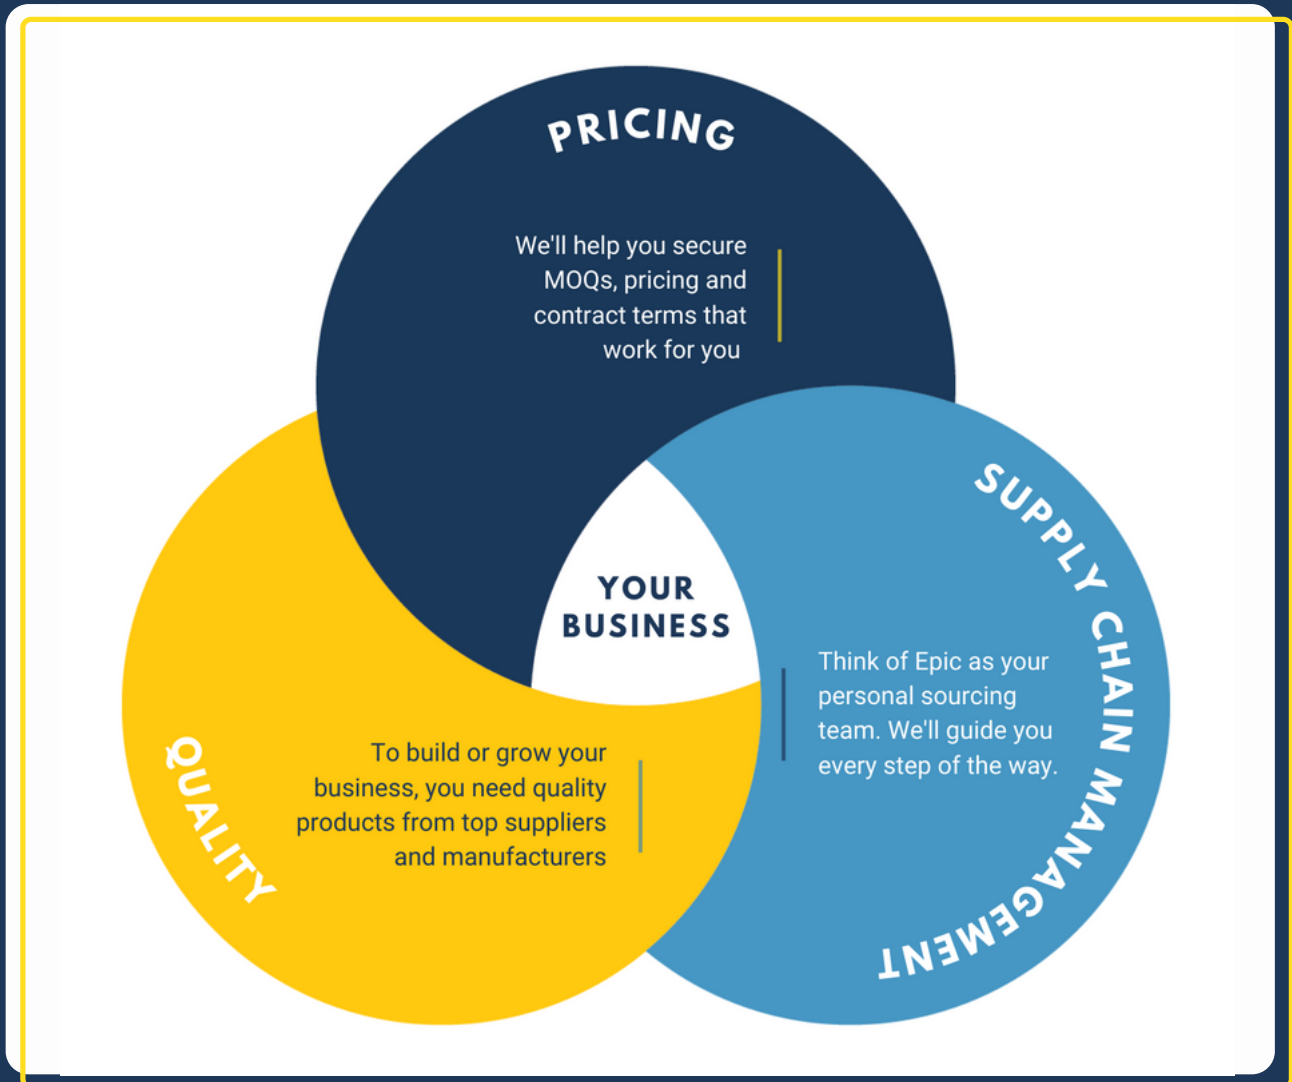 PRICING
We'll help you secure
MOQs, pricing and
contract terms that
work for you
SUPPLY CHAIN MANAGEMENT
YOUR
BUSINESS
Think of Epic as your
personal sourcing
team. We'll guide you
every step of the way.
QUALITY
To build or grow your
business, you need quality
products from top suppliers
and manufacturers